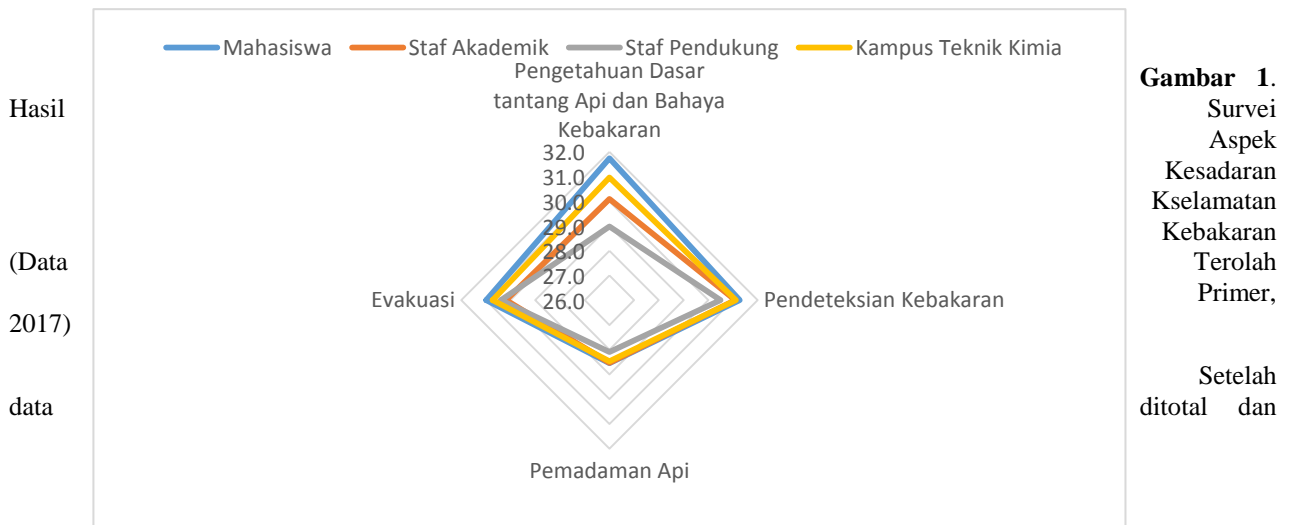 Mahasiswa Staf Akademik Staf Pendukung Kampus Teknik Kimia
Pengetahuan Dasar
tantang Api dan Bahaya
Kebakaran
32.0
31.0
30.0
29.0
28.0
27.0
26.0
Evakuasi
Pendeteksian Kebakaran
Pemadaman Api
Gambar 1.
Hasil Survei
Aspek
Kesadaran
Kselamatan
Kebakaran
(Data Terolah
Primer,
2017)
Setelah
data ditotal dan